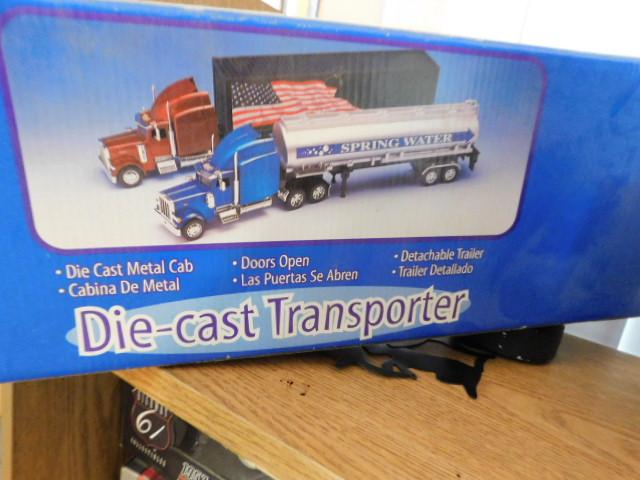 SPRING WATER
• Die Cast Metal Cab
• Cabina De Metal
• Doors Open
• Las Puertas Se Abren
• Detachable Trailer
• Trailer Detallado
Die-cast Transporter
61